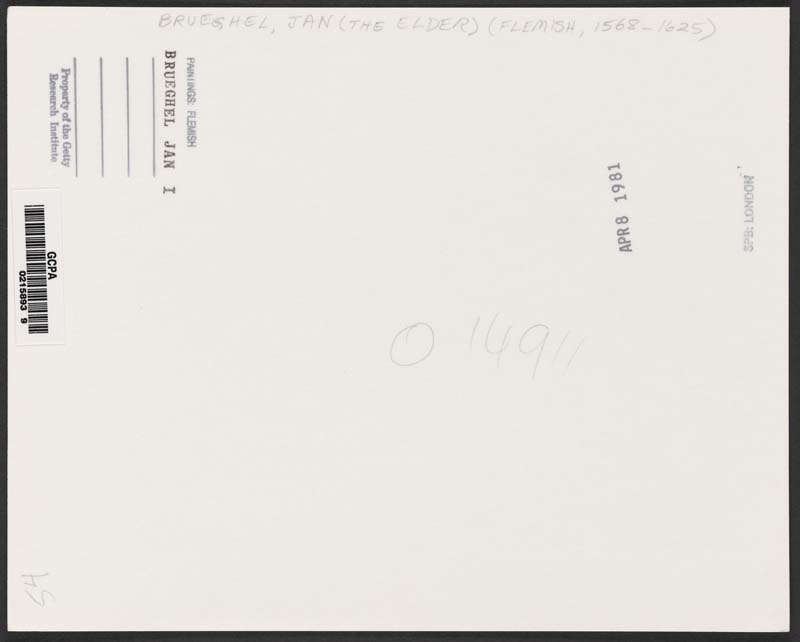 BRUEGHEL, JAN (THE ELDER) (FLEMISH, 1568-1625)
PAINTINGS: FLEMISH
BRUEGHEL JAN I
Property of the Getty
Research Institute
GCPA
0215893 9
APR 8 1981
SPB: LONDON
O 14911